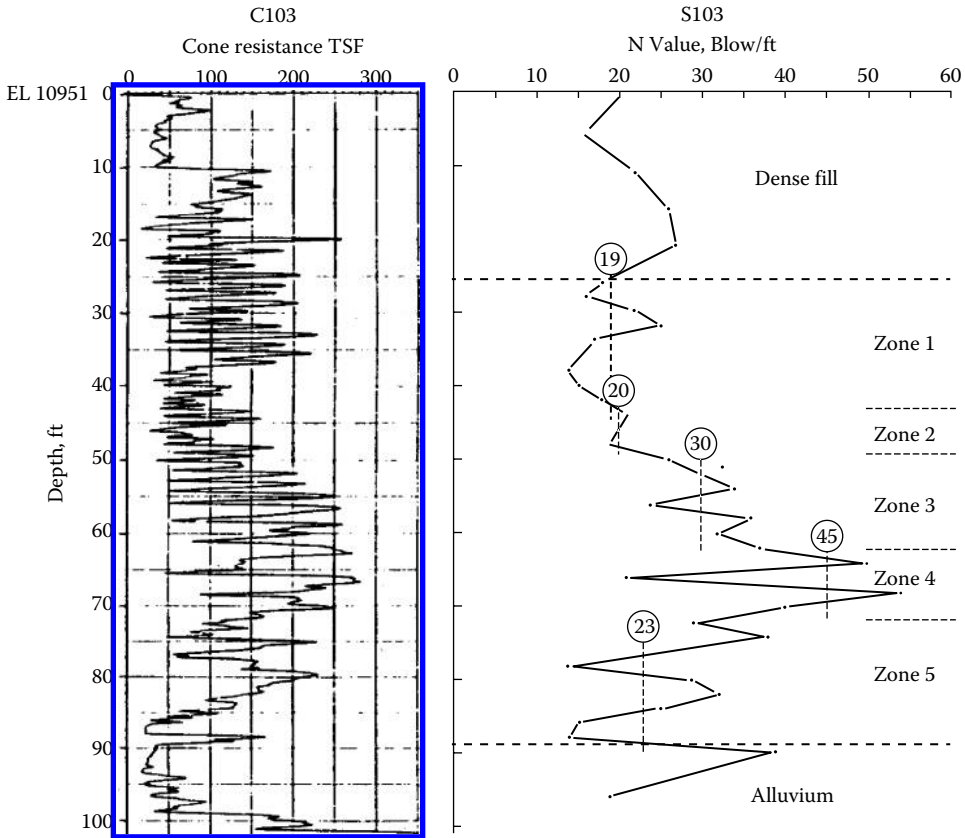 C103
Cone resistance TSF
0 100 200 300
EL 10951
0
10
20
30
40
50
60
70
80
90
100
Depth, ft
S103
N Value, Blow/ft
0 10 20 30 40 50 60
Dense fill
19
Zone 1
20
Zone 2
30
Zone 3
45
Zone 4
23
Zone 5
Alluvium